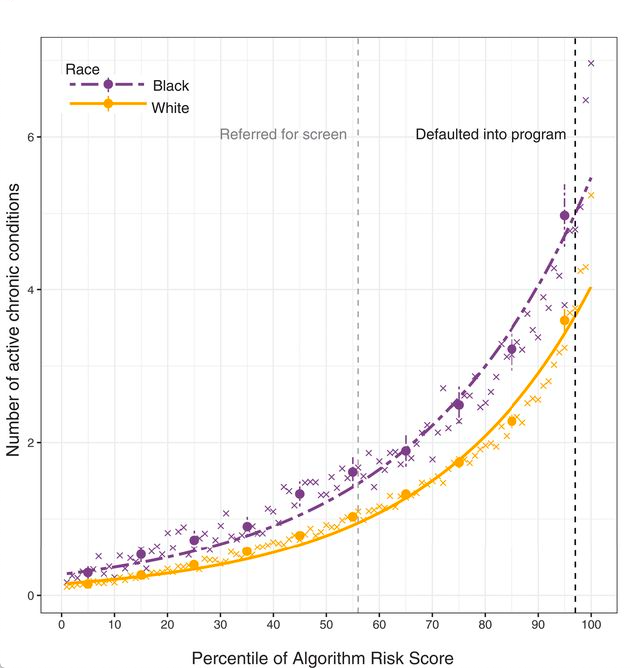 Race
Black
White
Referred for screen
Defaulted into program
Number of active chronic conditions
6
4
2
0
0 10 20 30 40 50 60 70 80 90 100
Percentile of Algorithm Risk Score